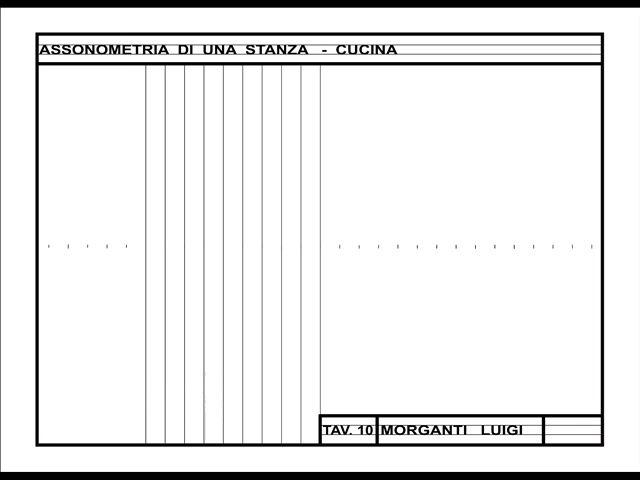 ASSONOMETRIA DI UNA STANZA - CUCINA
TAV. 10 MORGANTI LUIGI